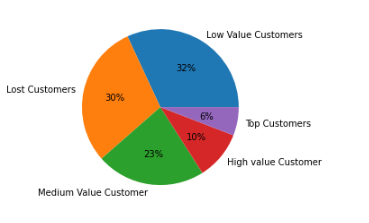 Low Value Customers
32%
Lost Customers
30%
6%
Top Customers
10%
23%
High value Customer
Medium Value Customer